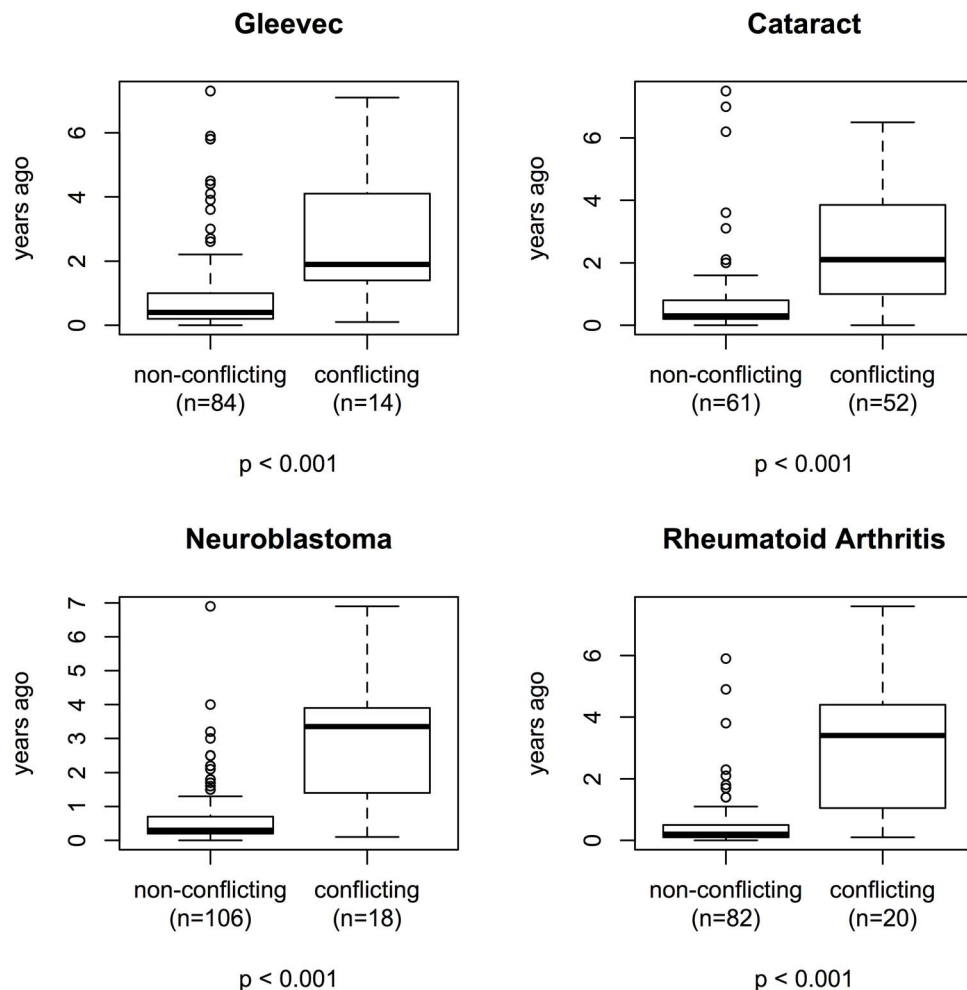 Gleevec
years ago
0 2 4 6
non-conflicting conflicting
(n=84) (n=14)
p < 0.001
Cataract
years ago
0 2 4 6
non-conflicting conflicting
(n=61) (n=52)
p < 0.001
Neuroblastoma
years ago
0 1 2 3 4 5 6 7
non-conflicting conflicting
(n=106) (n=18)
p < 0.001
Rheumatoid Arthritis
years ago
0 2 4 6
non-conflicting conflicting
(n=82) (n=20)
p < 0.001